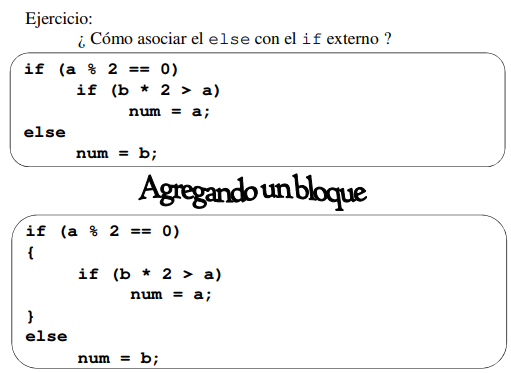 Ejercicio:
¿ Cómo asociar el else con el if externo ?
if (a % 2 == 0)
if (b * 2 > a)
num = a;
else
num = b;
Agregando un bloque
if (a % 2 == 0)
{
if (b * 2 > a)
num = a;
}
else
num = b;